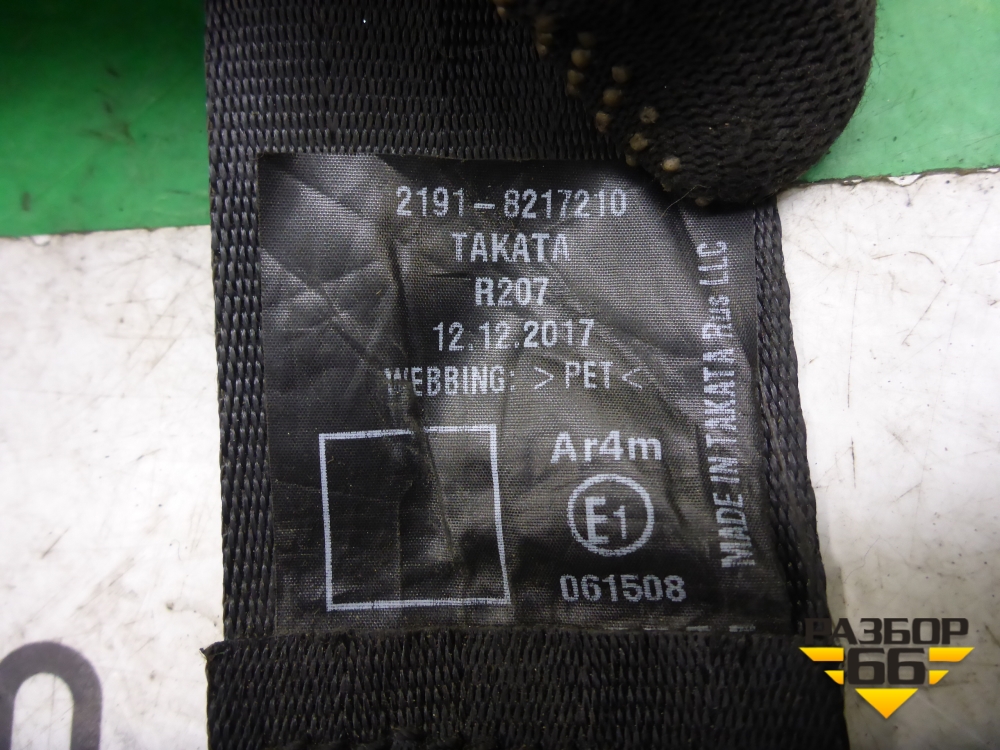 2191-8217210
TAKATA
R207
12.12.2017
WEBBING: > PET <
Ar4m
E1
061508
MADE IN TAKATA Rus LLC
РАЗБОР
66